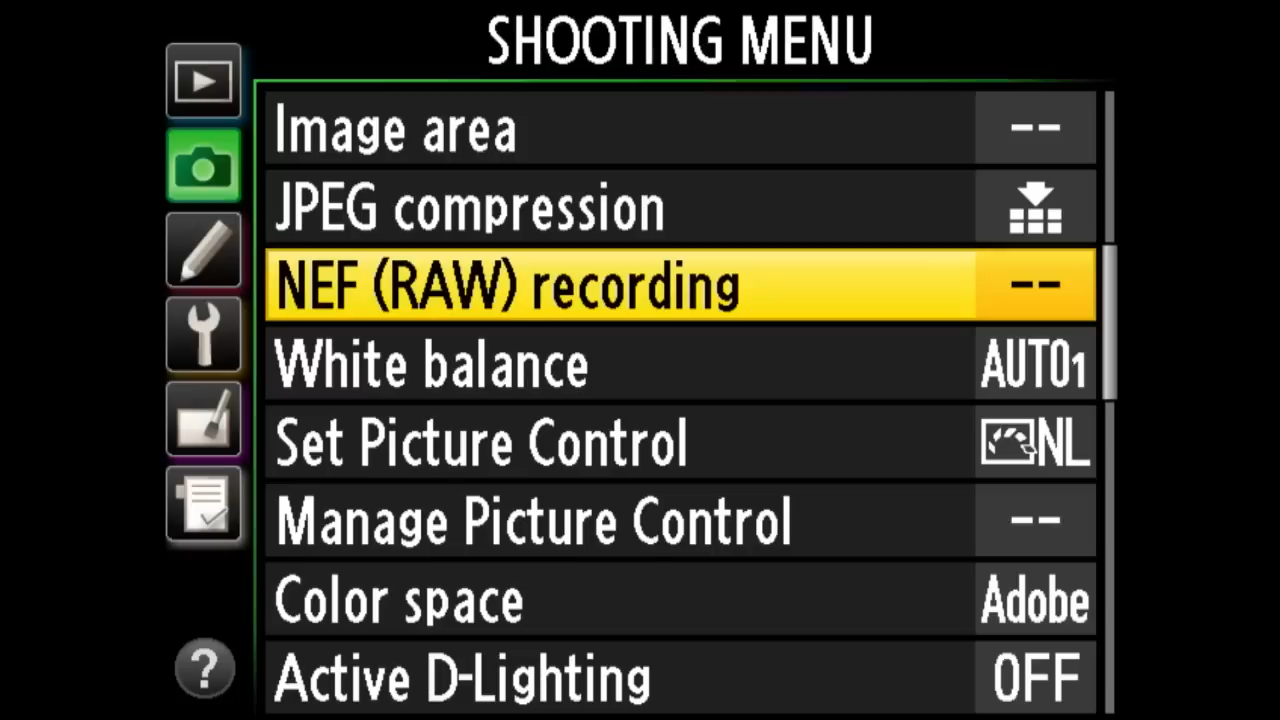 SHOOTING MENU
Image area --
JPEG compression
NEF (RAW) recording --
White balance AUTO1
Set Picture Control NL
Manage Picture Control --
Color space Adobe
Active D-Lighting OFF
?